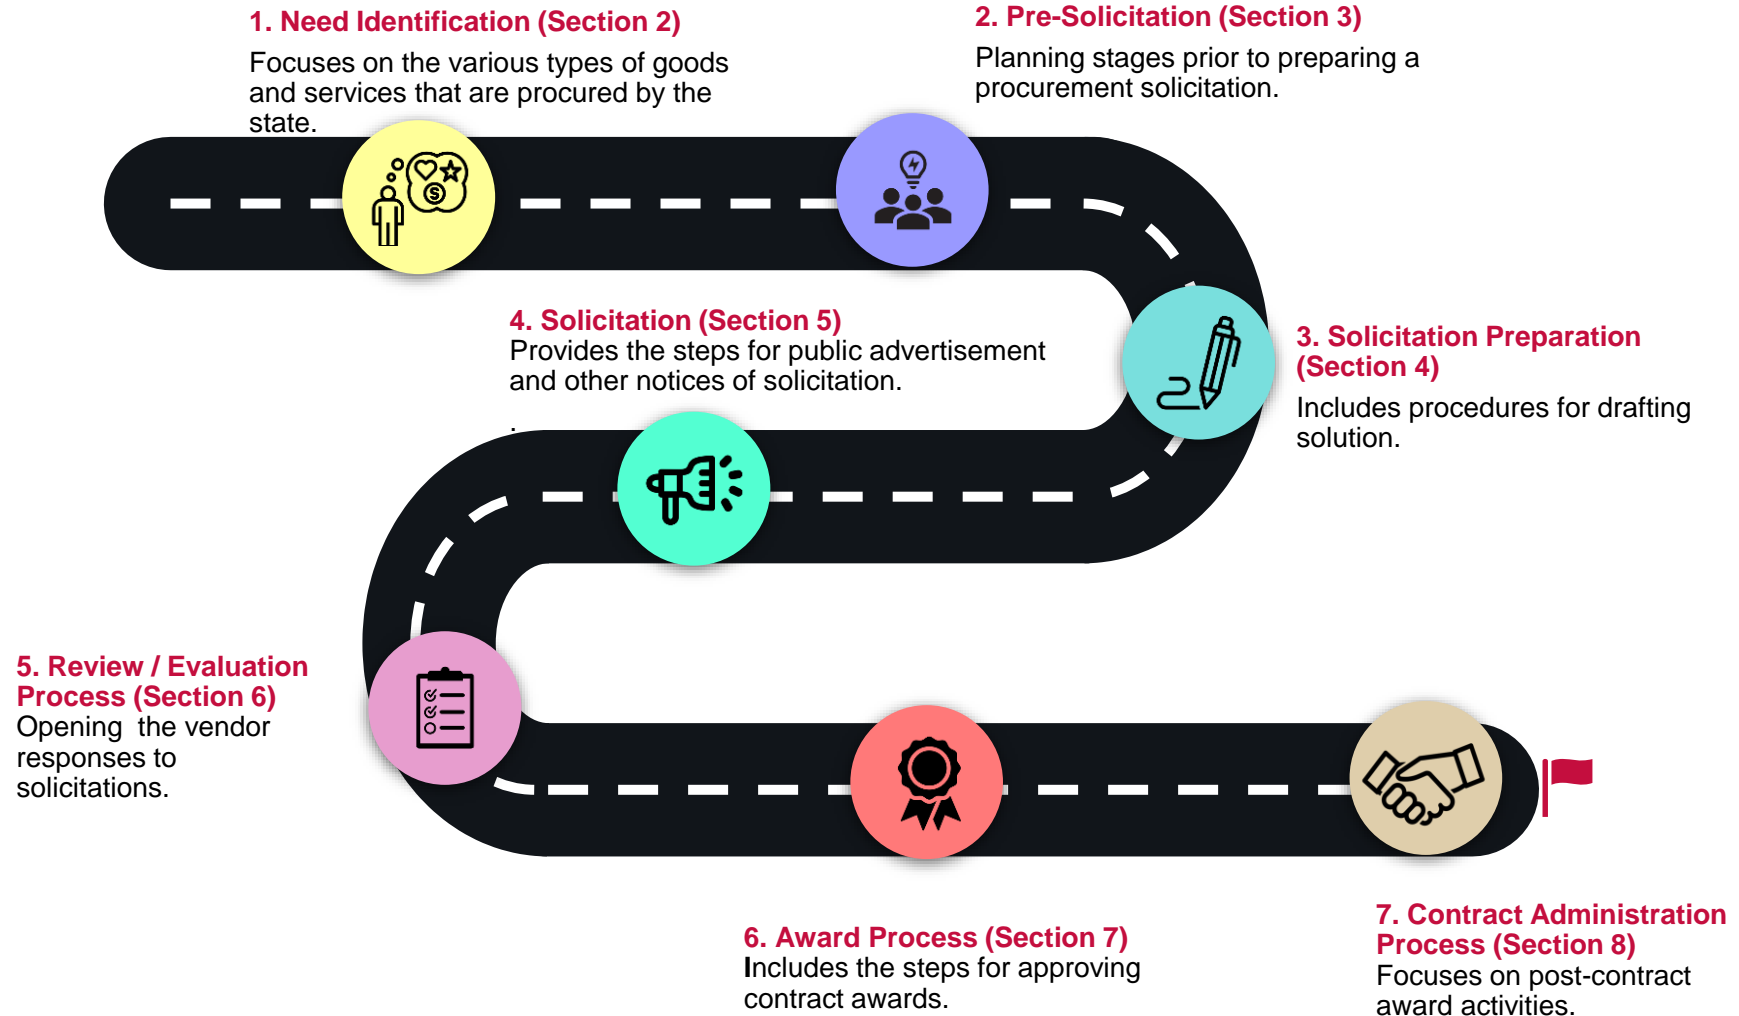 1. Need Identification (Section 2)
Focuses on the various types of goods
and services that are procured by the
state.
2. Pre-Solicitation (Section 3)
Planning stages prior to preparing a
procurement solicitation.
3. Solicitation Preparation
(Section 4)
Includes procedures for drafting
solution.
4. Solicitation (Section 5)
Provides the steps for public advertisement
and other notices of solicitation.
.
5. Review / Evaluation
Process (Section 6)
Opening  the vendor
responses to
solicitations.
6. Award Process (Section 7)
Includes the steps for approving
contract awards.
7. Contract Administration
Process (Section 8)
Focuses on post-contract
award activities.